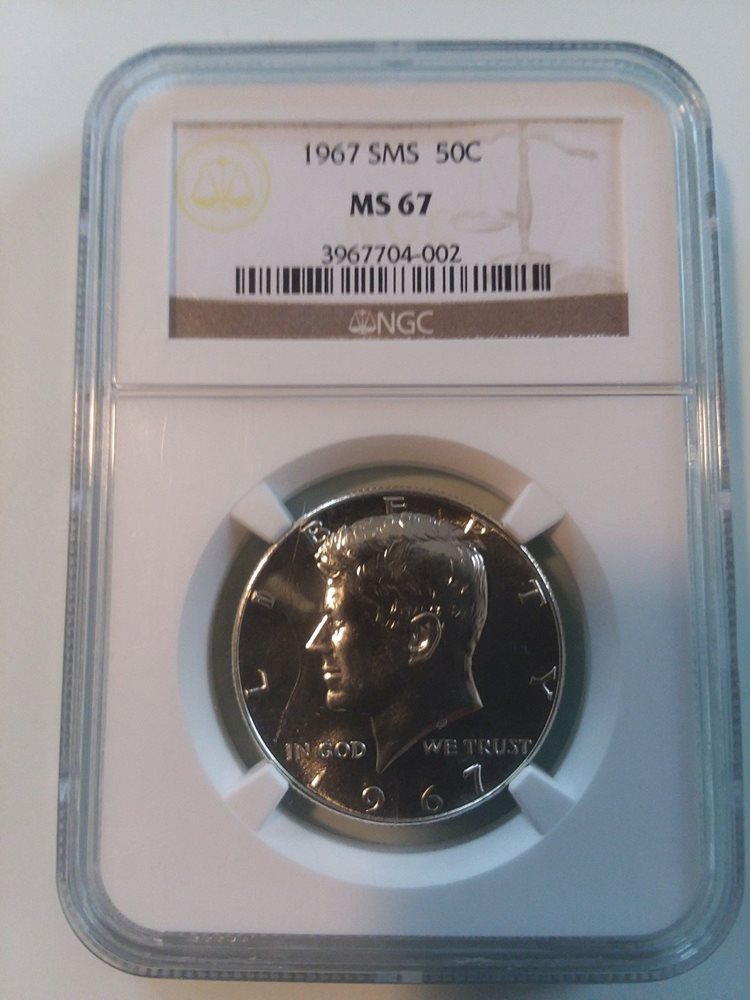 1967 SMS 50C
MS 67
3967704-002
NGC
LIBERTY
IN GOD WE TRUST
1967